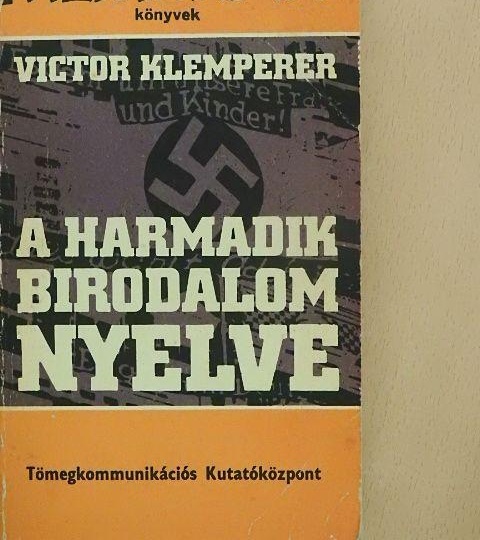 könyvek
VICTOR KLEMPERER
und Kinder!
A HARMADIK
BIRODALOM
NYELVE
Tömegkommunikációs Kutatóközpont